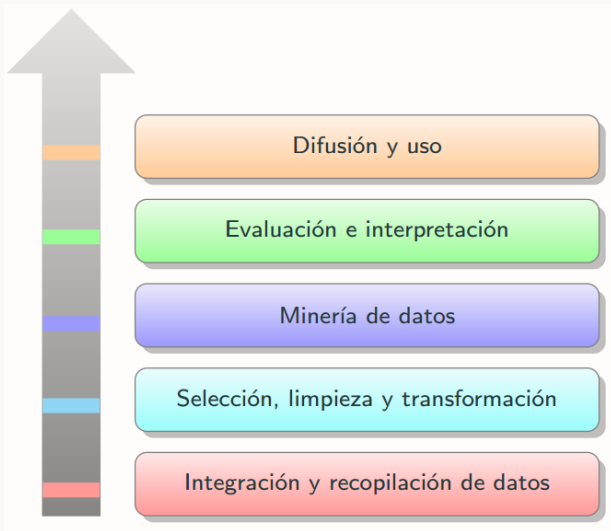 Difusión y uso
Evaluación e interpretación
Minería de datos
Selección, limpieza y transformación
Integración y recopilación de datos